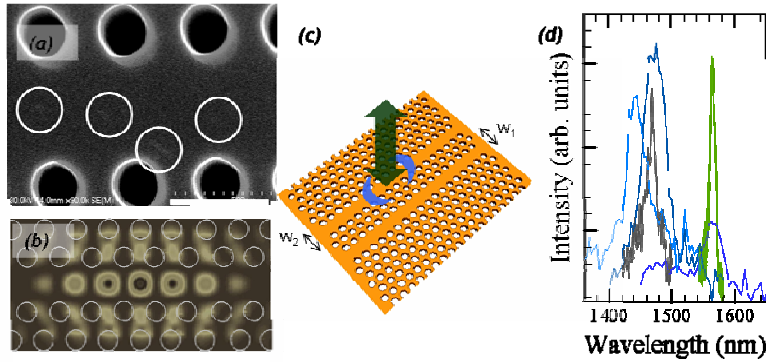 (a)
(b)
(c)
W1
W2
(d)
Intensity (arb. units)
1400 1500 1600
Wavelength (nm)